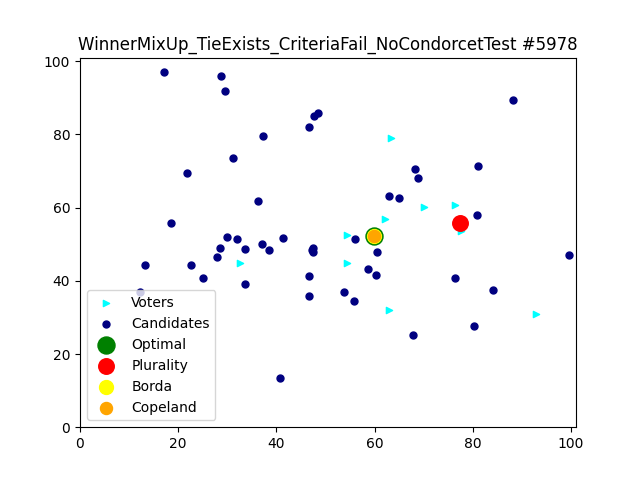 WinnerMixUp_TieExists_CriteriaFail_NoCondorcetTest #5978
100
80
60
40
20
0
0 20 40 60 80 100
Voters
Candidates
Optimal
Plurality
Borda
Copeland